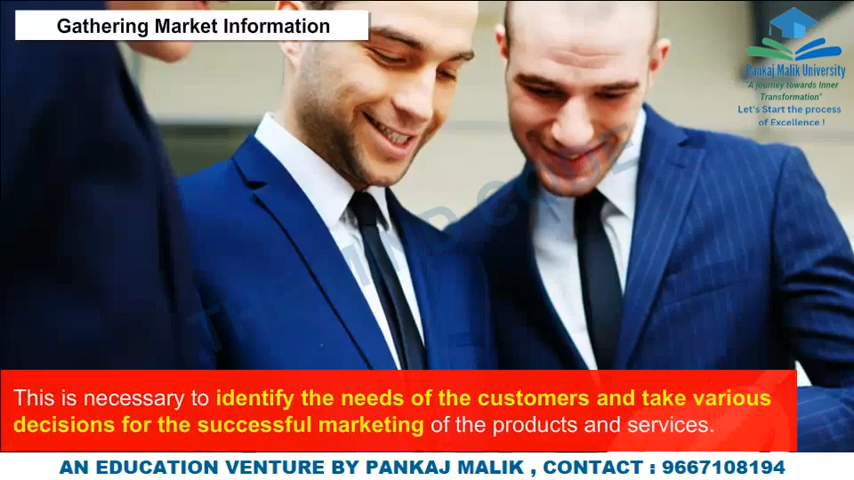 Gathering Market Information
Pankaj Malik University
"A journey towards Inner
Transformation"
Let's Start the process
of Excellence !
This is necessary to identify the needs of the customers and take various
decisions for the successful marketing of the products and services.
AN EDUCATION VENTURE BY PANKAJ MALIK , CONTACT : 9667108194